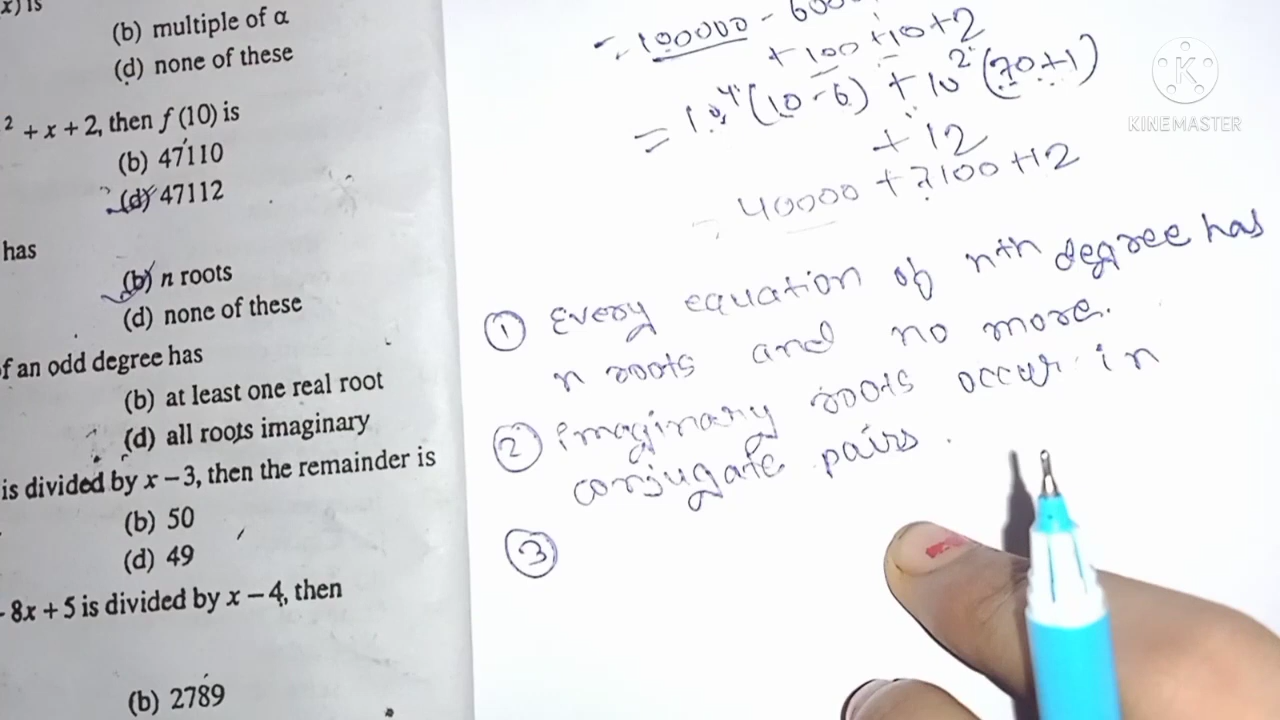 x) is
(b) multiple of α
(d) none of these
² + x + 2, then f (10) is
(b) 47110
(d) 47112
has
(b) n roots
(d) none of these
f an odd degree has
(b) at least one real root
(d) all roots imaginary
is divided by x − 3, then the remainder is
(b) 50
(d) 49
- 8x + 5 is divided by x − 4, then
(b) 2789
= 100000 -
+ 100 + 10 + 2
= 10⁴ (10 - 6) + 10² (70 + 1)
+ 12
= 40000 + 7100 + 12
① Every equation of nth degree has
n roots and no more.
② imaginary roots occur in
conjugate pairs.
③
KINEMASTER